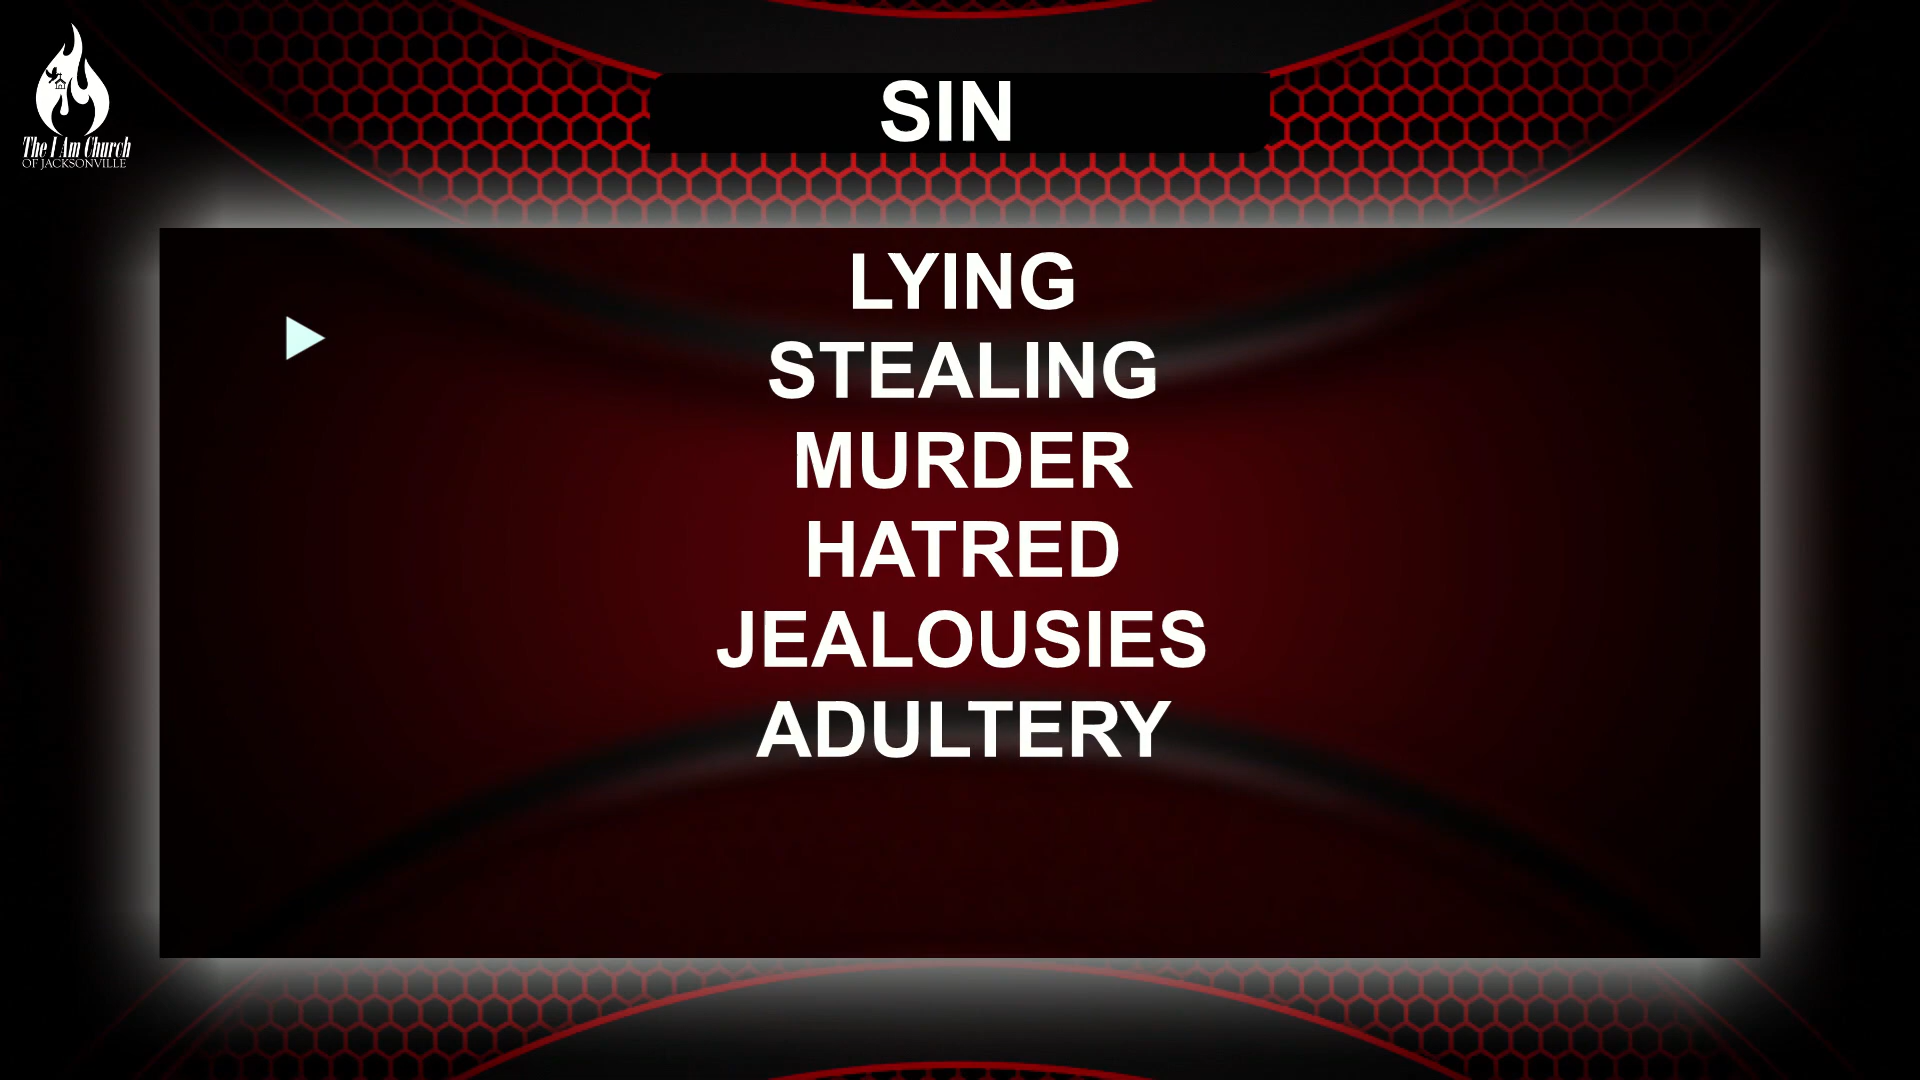 The I Am Church
OF JACKSONVILLE
SIN
LYING
STEALING
MURDER
HATRED
JEALOUSIES
ADULTERY